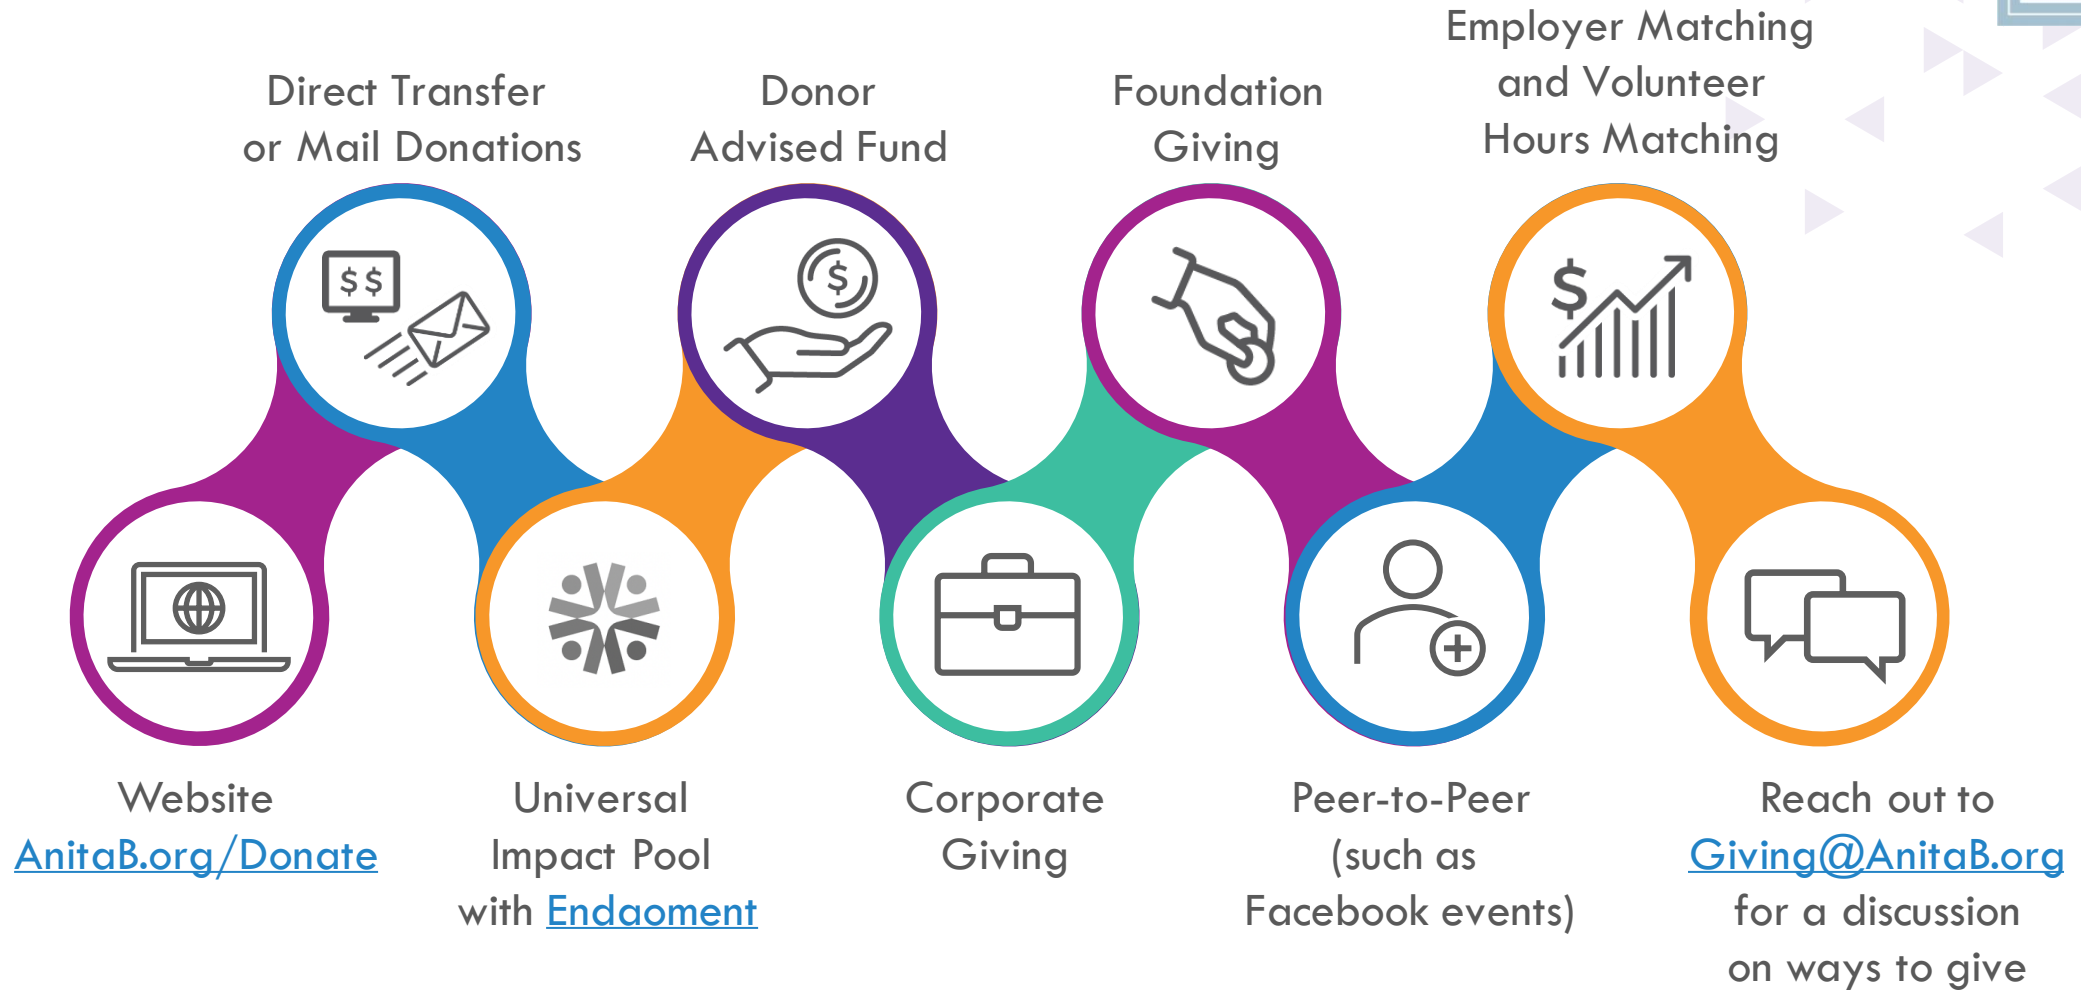 Direct Transfer
or Mail Donations
Donor
Advised Fund
Foundation
Giving
Employer Matching
and Volunteer
Hours Matching
$$
$
$
Website
AnitaB.org/Donate
Universal
Impact Pool
with Endaoment
Corporate
Giving
Peer-to-Peer
(such as
Facebook events)
Reach out to
Giving@AnitaB.org
for a discussion
on ways to give